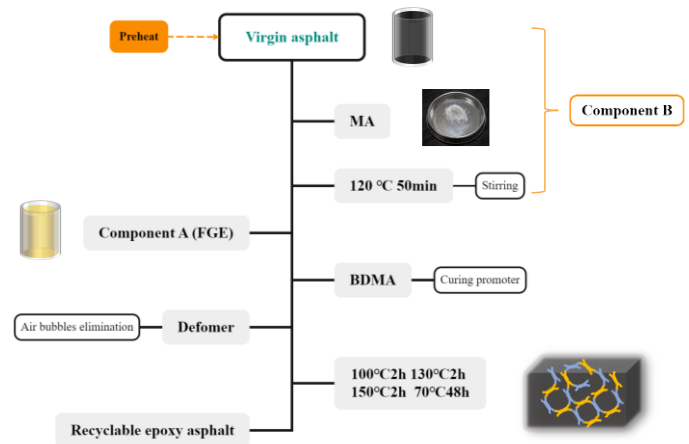 Preheat
Virgin asphalt
MA
Component B
120 ℃ 50min
Stirring
Component A (FGE)
BDMA
Curing promoter
Air bubbles elimination
Defomer
100℃2h 130℃2h
150℃2h 70℃48h
Recyclable epoxy asphalt